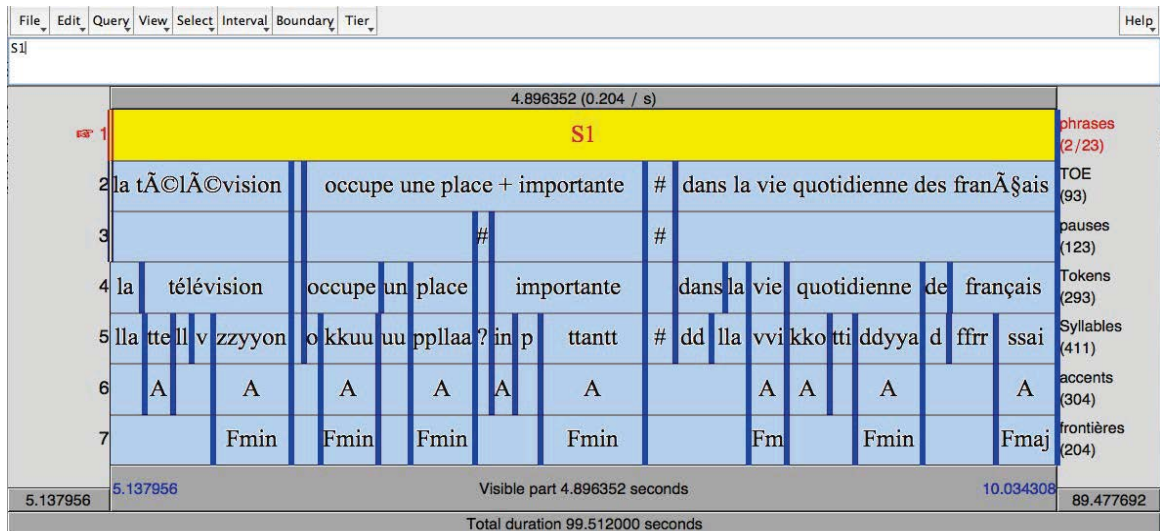 File Edit Query View Select Interval Boundary Tier Help
S1
4.896352 (0.204 / s)
☞ 1 S1 phrases (2/23)
2 la tÃ©lÃ©vision occupe une place + importante # dans la vie quotidienne des franÃ§ais TOE (93)
3 # # pauses (123)
4 la télévision occupe un place importante dans la vie quotidienne de français Tokens (293)
5 lla tte ll v zzyyon o kkuu uu ppllaa ? in p ttantt # dd lla vvi kko tti ddyya d ffrr ssai Syllables (411)
6 A A A A A A A A A A accents (304)
7 Fmin Fmin Fmin Fmin Fm Fmin Fmaj frontières (204)
5.137956 5.137956 Visible part 4.896352 seconds 10.034308 89.477692
Total duration 99.512000 seconds